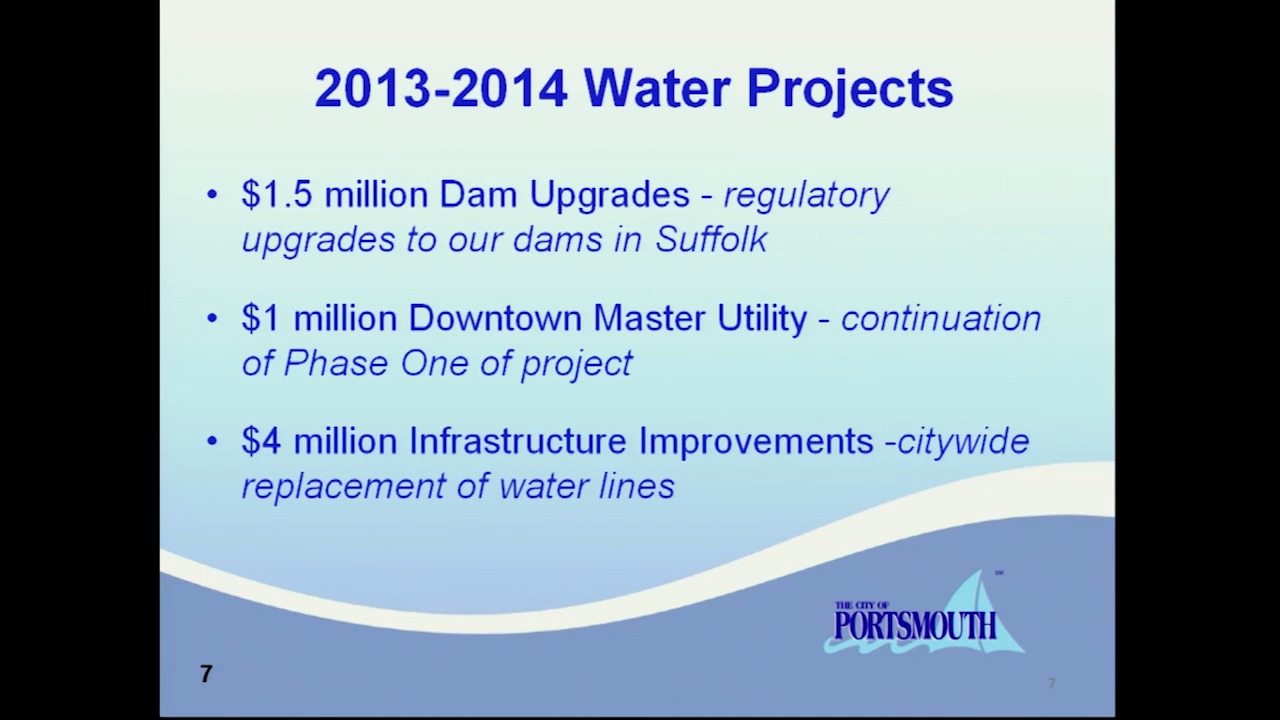 2013-2014 Water Projects
• $1.5 million Dam Upgrades - regulatory
upgrades to our dams in Suffolk
• $1 million Downtown Master Utility - continuation
of Phase One of project
• $4 million Infrastructure Improvements -citywide
replacement of water lines
THE CITY OF
PORTSMOUTH
SM
7
7